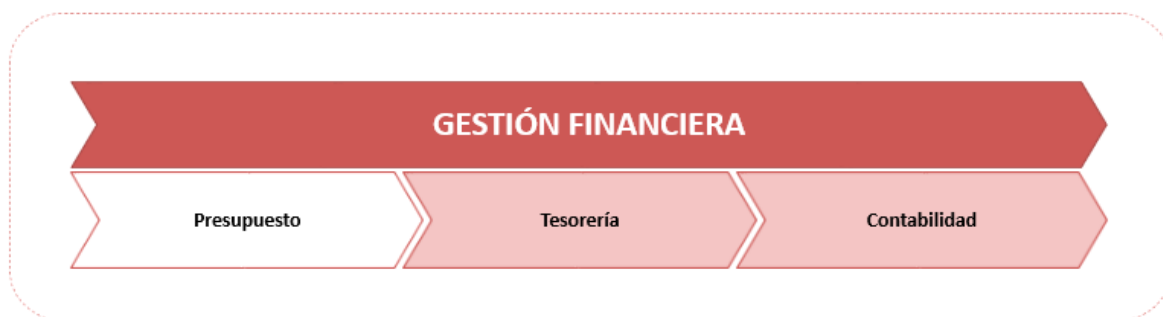 GESTIÓN FINANCIERA
Presupuesto
Tesorería
Contabilidad